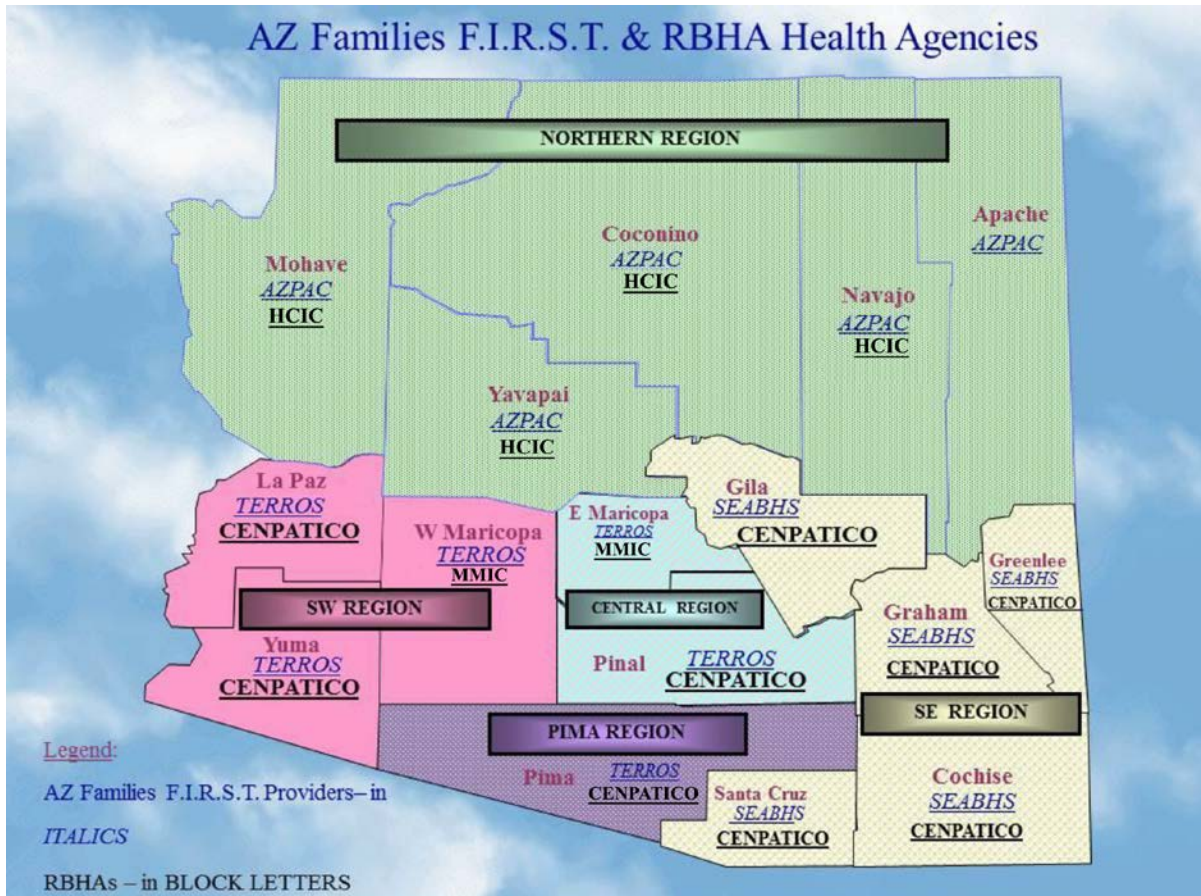 AZ Families F.I.R.S.T. & RBHA Health Agencies
NORTHERN REGION
Mohave
AZPAC
HCIC
Coconino
AZPAC
HCIC
Navajo
AZPAC
HCIC
Apache
AZPAC
Yavapai
AZPAC
HCIC
La Paz
TERROS
CENPATICO
W Maricopa
TERROS
MMIC
E Maricopa
TERROS
MMIC
Gila
SEABHS
CENPATICO
Greenlee
SEABHS
CENPATICO
SW REGION
CENTRAL REGION
Graham
SEABHS
CENPATICO
Yuma
TERROS
CENPATICO
Pinal
TERROS
CENPATICO
SE REGION
PIMA REGION
Pima
TERROS
CENPATICO
Santa Cruz
SEABHS
CENPATICO
Cochise
SEABHS
CENPATICO
Legend:
AZ Families F.I.R.S.T. Providers– in
ITALICS
RBHAs – in BLOCK LETTERS